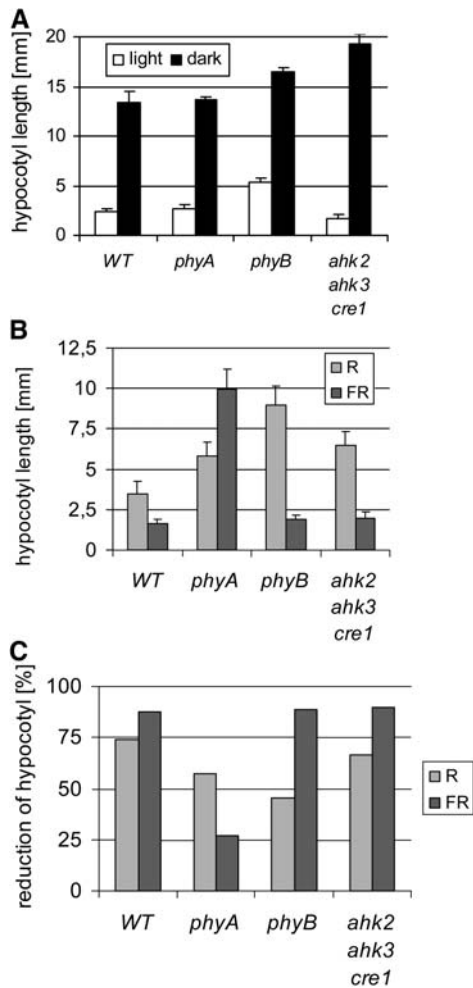 A
hypocotyl length [mm]
20
15
10
5
0
light dark
WT phyA phyB ahk2
ahk3
cre1
B
hypocotyl length [mm]
12,5
10
7,5
5
2,5
0
R
FR
WT phyA phyB ahk2
ahk3
cre1
C
reduction of hypocotyl [%]
100
75
50
25
0
R
FR
WT phyA phyB ahk2
ahk3
cre1